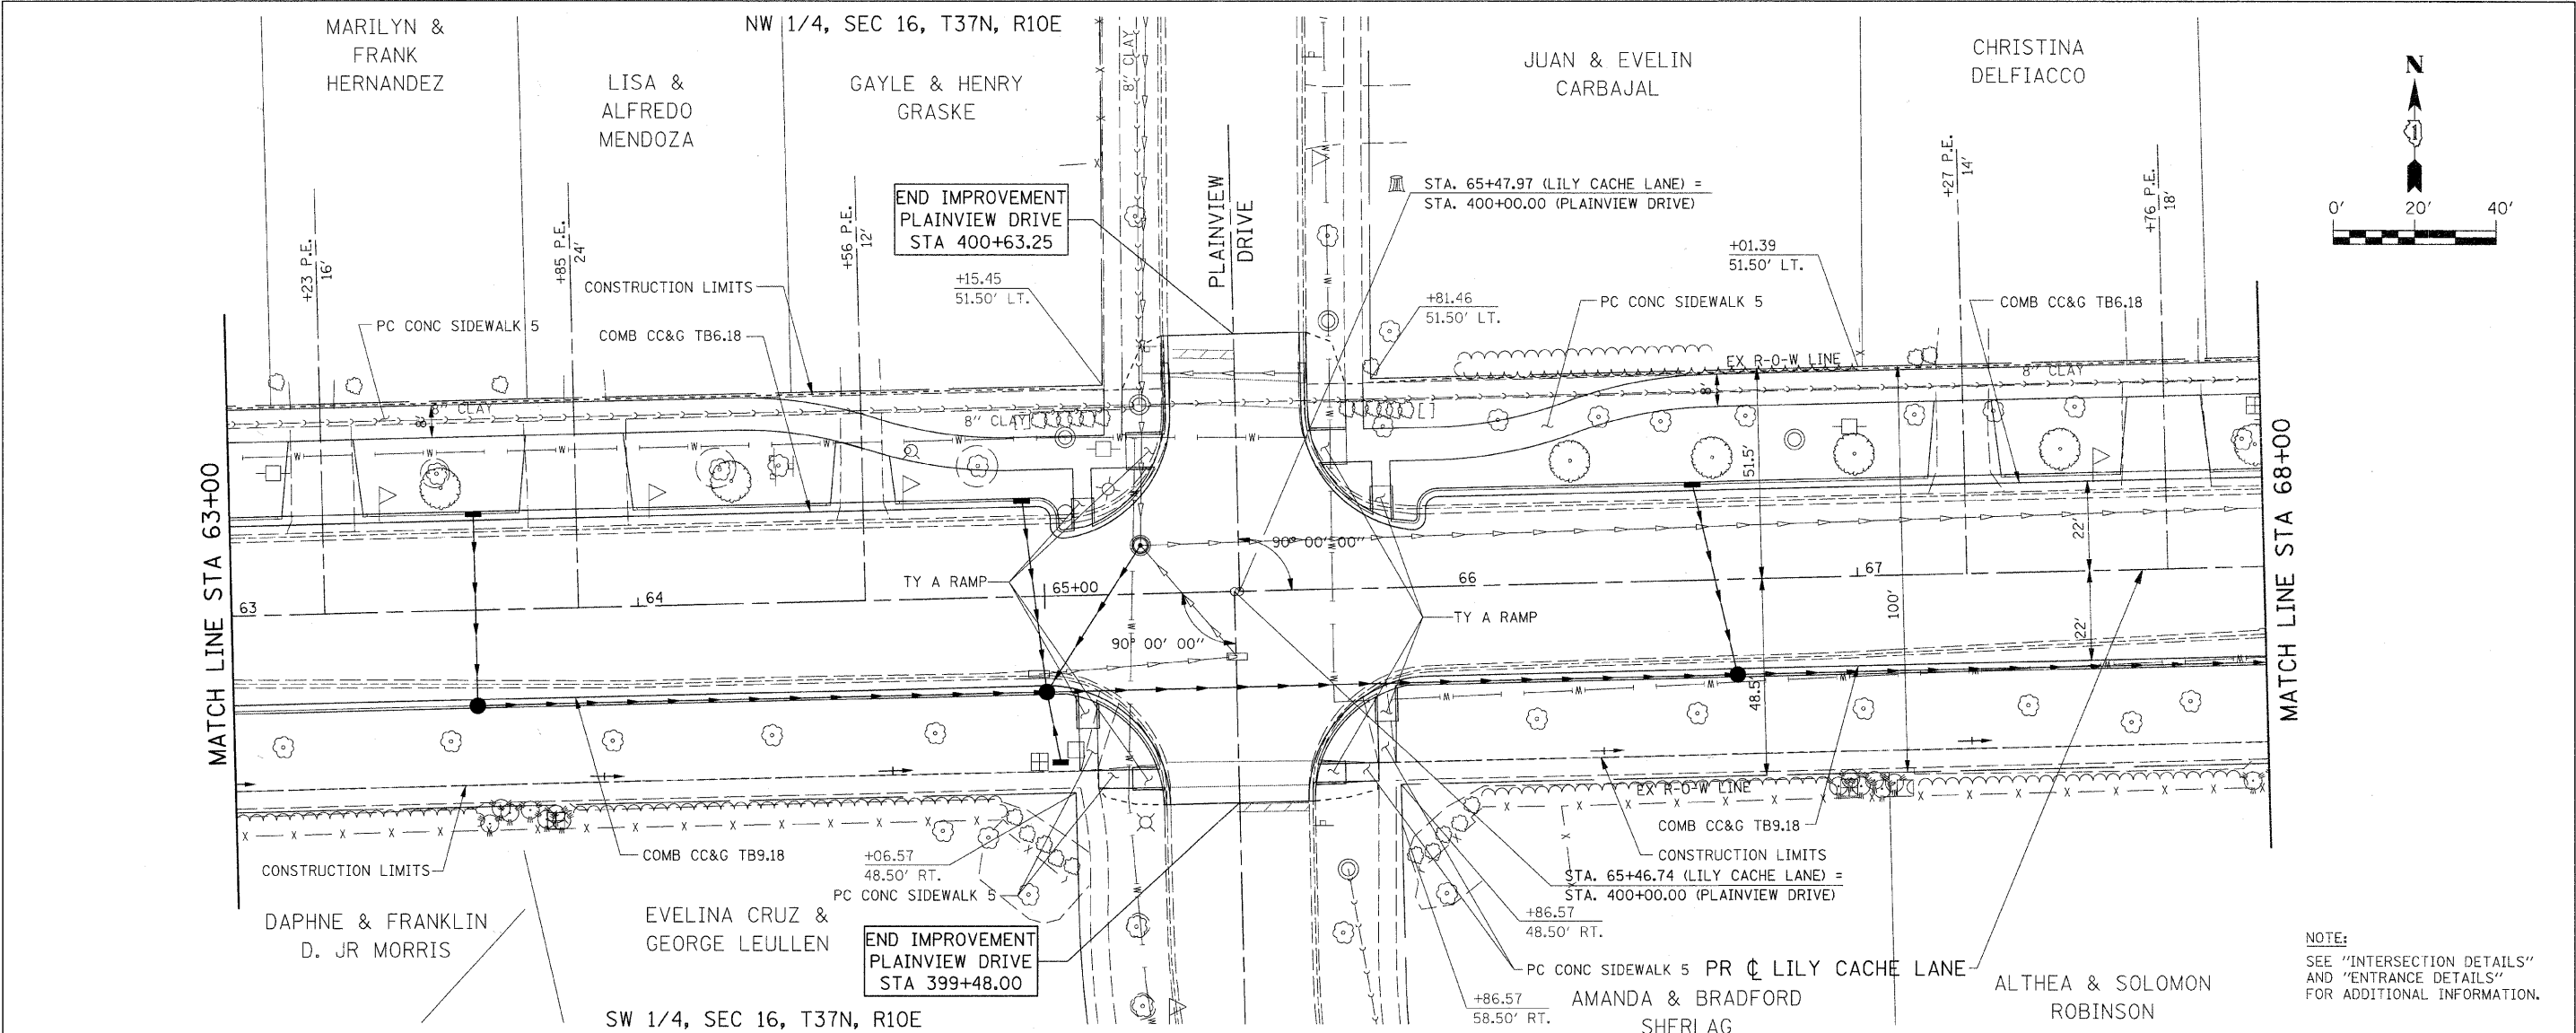 NW 1/4, SEC 16, T37N, R10E
MARILYN &
FRANK
HERNANDEZ
LISA &
ALFREDO
MENDOZA
GAYLE & HENRY
GRASKE
8" CLAY
JUAN & EVELIN
CARBAJAL
CHRISTINA
DELFIACCO
N
1
0' 20' 40'
+23 P.E.
16'
+85 P.E.
24'
+56 P.E.
12'
+27 P.E.
14'
+76 P.E.
18'
END IMPROVEMENT
PLAINVIEW DRIVE
STA 400+63.25
PLAINVIEW
DRIVE
STA. 65+47.97 (LILY CACHE LANE) =
STA. 400+00.00 (PLAINVIEW DRIVE)
+15.45
51.50' LT.
+01.39
51.50' LT.
+81.46
51.50' LT.
CONSTRUCTION LIMITS
PC CONC SIDEWALK 5
COMB CC&G TB6.18
PC CONC SIDEWALK 5
COMB CC&G TB6.18
EX R-O-W LINE
8" CLAY
8'
8" CLAY
8" CLAY
8'
MATCH LINE STA 63+00
MATCH LINE STA 68+00
51.5'
22'
90° 00' 00"
TY A RAMP
63
64
65+00
66
67
100'
22'
90° 00' 00"
TY A RAMP
48.5'
EX R-O-W LINE
COMB CC&G TB9.18
CONSTRUCTION LIMITS
COMB CC&G TB9.18
CONSTRUCTION LIMITS
+06.57
48.50' RT.
PC CONC SIDEWALK 5
STA. 65+46.74 (LILY CACHE LANE) =
STA. 400+00.00 (PLAINVIEW DRIVE)
+86.57
48.50' RT.
DAPHNE & FRANKLIN
D. JR MORRIS
EVELINA CRUZ &
GEORGE LEULLEN
END IMPROVEMENT
PLAINVIEW DRIVE
STA 399+48.00
PC CONC SIDEWALK 5
PR ℄ LILY CACHE LANE
+86.57
58.50' RT.
AMANDA & BRADFORD
SHERLAG
ALTHEA & SOLOMON
ROBINSON
NOTE:
SEE "INTERSECTION DETAILS"
AND "ENTRANCE DETAILS"
FOR ADDITIONAL INFORMATION.
SW 1/4, SEC 16, T37N, R10E